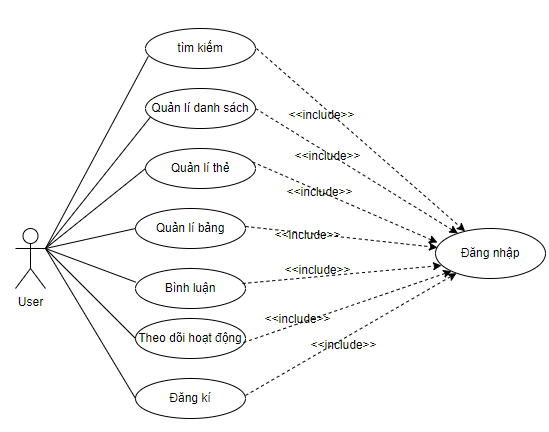 tìm kiếm
Quản lí danh sách
<<include>>
<<include>>
Quản lí thẻ
<<include>>
Quản lí bảng
<<include>>
Đăng nhập
User
Bình luận
<<include>>
Theo dõi hoạt động
<<include>>
<<include>>
Đăng kí